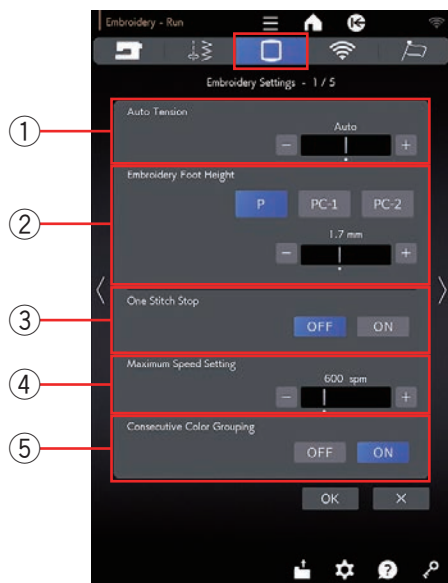 Embroidery - Run
Embroidery Settings - 1 / 5
1
Auto Tension
Auto
- +
2
Embroidery Foot Height
P PC-1 PC-2
1.7 mm
- +
3
One Stitch Stop
OFF ON
4
Maximum Speed Setting
600 spm
- +
5
Consecutive Color Grouping
OFF ON
OK X
?